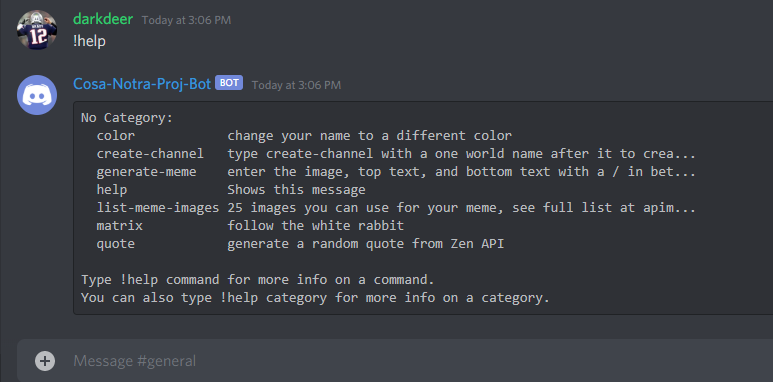 darkdeer Today at 3:06 PM
!help
Cosa-Notra-Proj-Bot BOT Today at 3:06 PM
No Category:
color change your name to a different color
create-channel type create-channel with a one world name after it to crea...
generate-meme enter the image, top text, and bottom text with a / in bet...
help Shows this message
list-meme-images 25 images you can use for your meme, see full list at apim...
matrix follow the white rabbit
quote generate a random quote from Zen API
Type !help command for more info on a command.
You can also type !help category for more info on a category.
Message #general